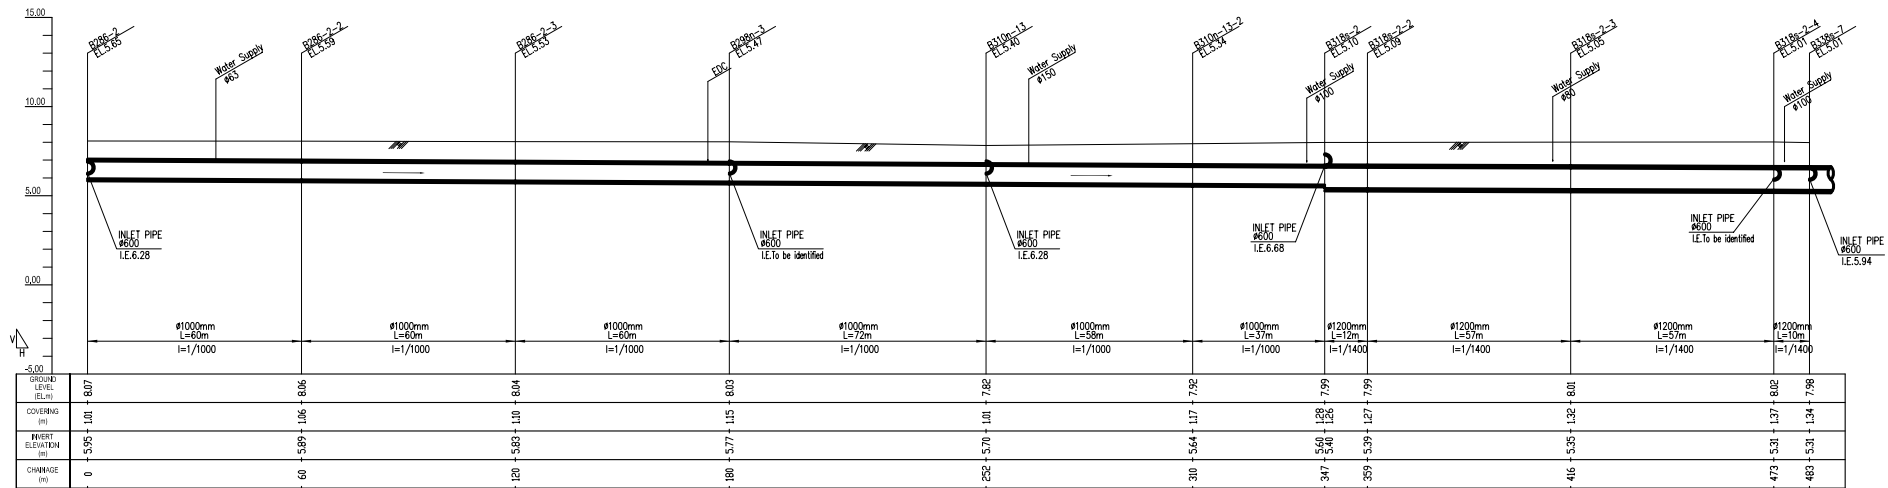 15.00
10.00
5.00
0.00
-5.00
V
H
B286-2
EL.5.65
Water Supply
ø63
B286-2-2
EL.5.59
B286-2-3
EL.5.53
EDC
B298n-3
EL.5.47
B310n-13
EL.5.40
Water Supply
ø150
B310n-13-2
EL.5.34
Water Supply
ø100
B318s-2
EL.5.10
B318s-2-2
EL.5.09
Water Supply
ø80
B318s-2-3
EL.5.05
B318s-2-4
EL.5.01
Water Supply
ø100
B338s-7
EL.5.01
INLET PIPE
ø600
I.E.6.28
INLET PIPE
ø600
I.E.To be identified
INLET PIPE
ø600
I.E.6.28
INLET PIPE
ø600
I.E.6.68
INLET PIPE
ø600
I.E.To be identified
INLET PIPE
ø600
I.E.5.94
ø1000mm
L=60m
I=1/1000
ø1000mm
L=60m
I=1/1000
ø1000mm
L=60m
I=1/1000
ø1000mm
L=72m
I=1/1000
ø1000mm
L=58m
I=1/1000
ø1000mm
L=37m
I=1/1000
ø1200mm
L=12m
I=1/1400
ø1200mm
L=57m
I=1/1400
ø1200mm
L=57m
I=1/1400
ø1200mm
L=10m
I=1/1400
GROUND
LEVEL
(EL.m)
8.07 8.06 8.04 8.03 7.82 7.92 7.99 7.99 8.01 8.02 7.98
COVERING
(m)
1.01 1.06 1.10 1.15 1.01 1.17 1.28 1.26 1.27 1.32 1.37 1.34
INVERT
ELEVATION
(m)
5.95 5.89 5.83 5.77 5.70 5.64 5.60 5.40 5.39 5.35 5.31 5.31
CHAINAGE
(m)
0 60 120 180 252 310 347 359 416 473 483